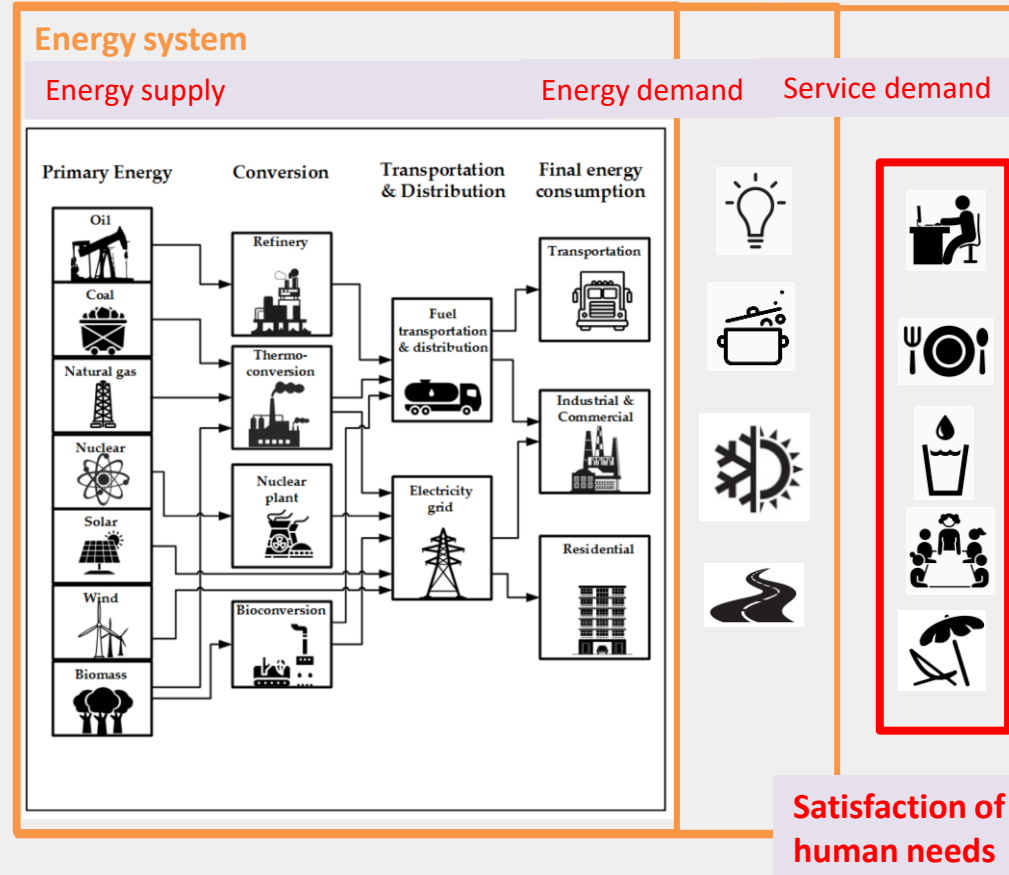 Energy system
Energy supply
Energy demand
Service demand
Primary Energy
Conversion
Transportation
& Distribution
Final energy
consumption
Oil
Coal
Natural gas
Nuclear
Solar
Wind
Biomass
Refinery
Thermo-
conversion
Nuclear
plant
Bioconversion
Fuel
transportation
& distribution
Electricity
grid
Transportation
Industrial &
Commercial
Residential
Satisfaction of
human needs